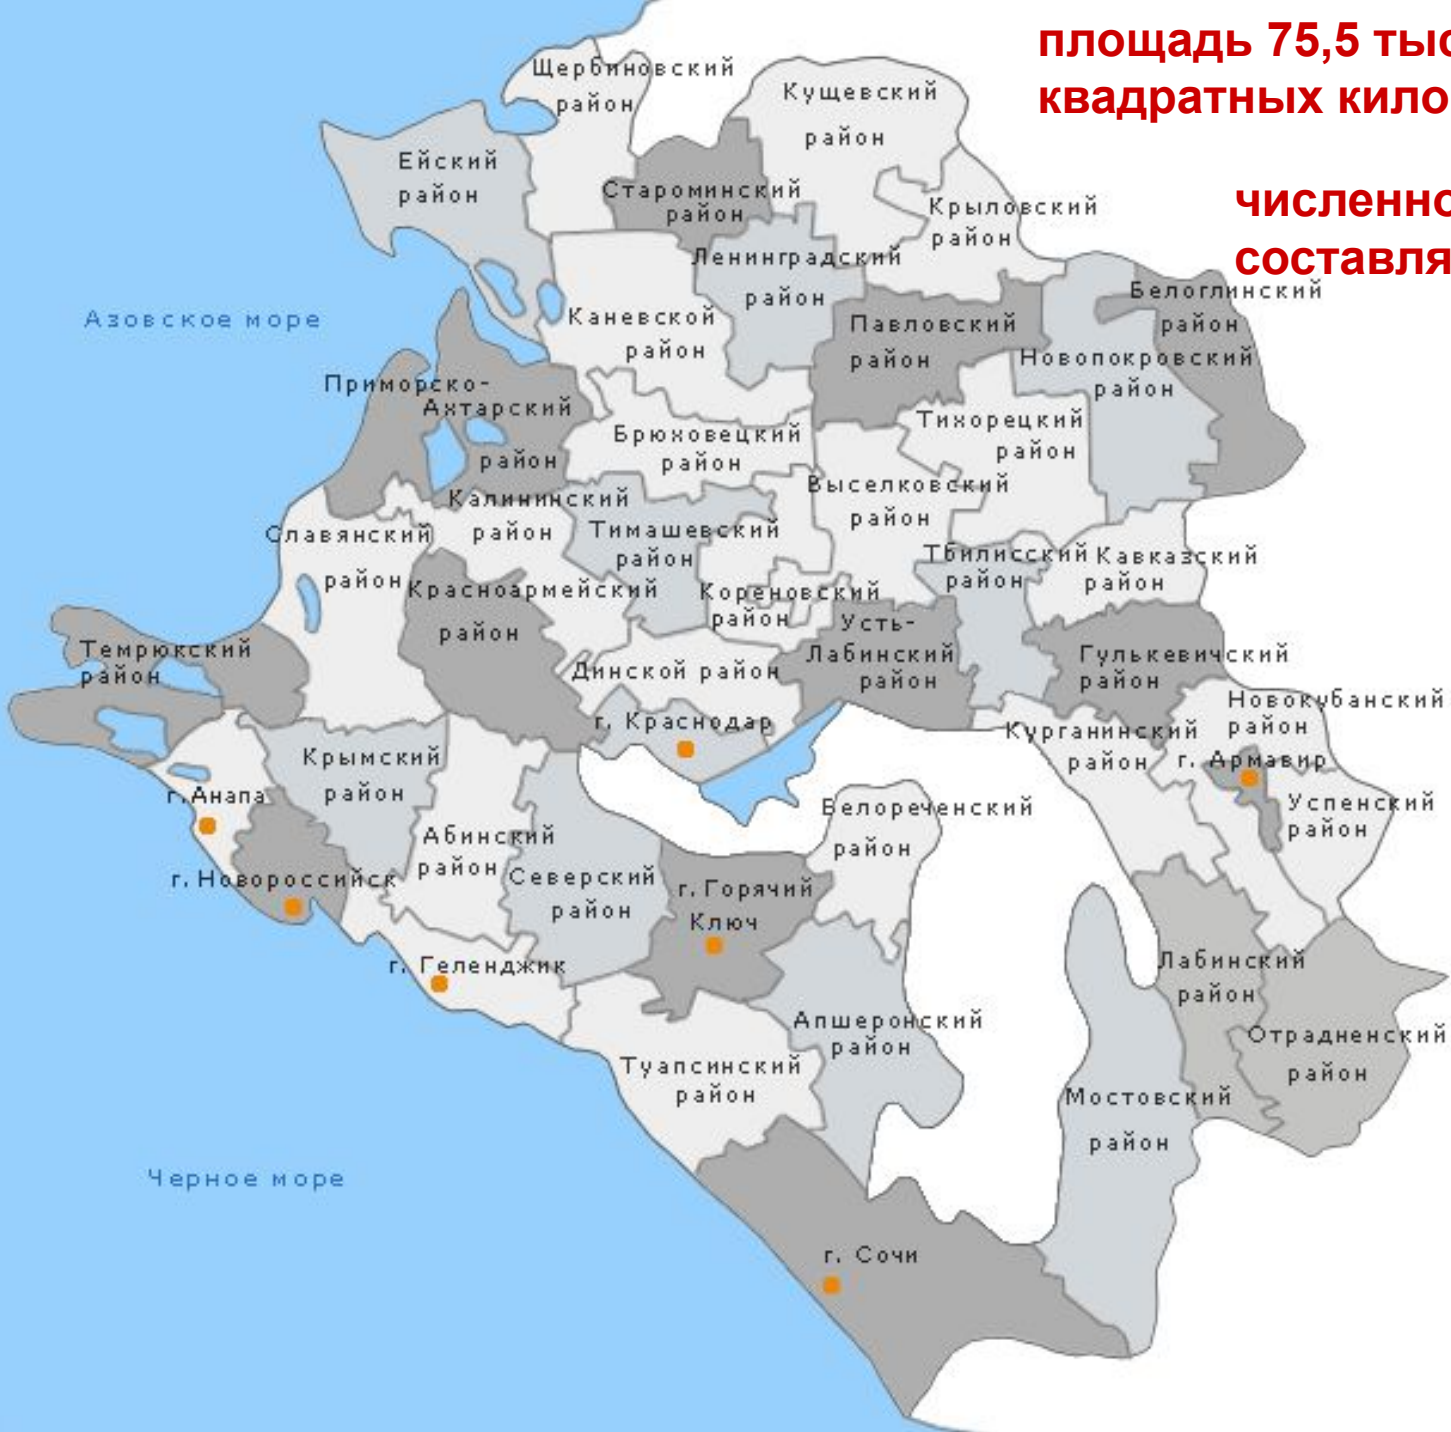 площадь 75,5 тыс
квадратных кило
численно
составля
Щербиновский
район
Кущевский
район
Ейский
район
Староминский
район
Крыловский
район
Ленинградский
район
Белоглинский
район
Азовское море
Каневской
район
Павловский
район
Новопокровский
район
Приморско-
Ахтарский
район
Брюховецкий
район
Тихорецкий
район
Калининский
район
Выселковский
район
Славянский
район
Тимашевский
район
Тбилисский
район
Кавказский
район
Красноармейский
район
Кореновский
район
Усть-
Лабинский
район
Темрюкский
район
Динской район
Гулькевичский
район
г. Краснодар
Новокубанский
район
Курганинский
район
Крымский
район
г. Армавир
г. Анапа
Успенский
район
Белореченский
район
Абинский
район
г. Новороссийск
Северский
район
г. Горячий
Ключ
г. Геленджик
Лабинский
район
Апшеронский
район
Отрадненский
район
Туапсинский
район
Мостовский
район
Черное море
г. Сочи